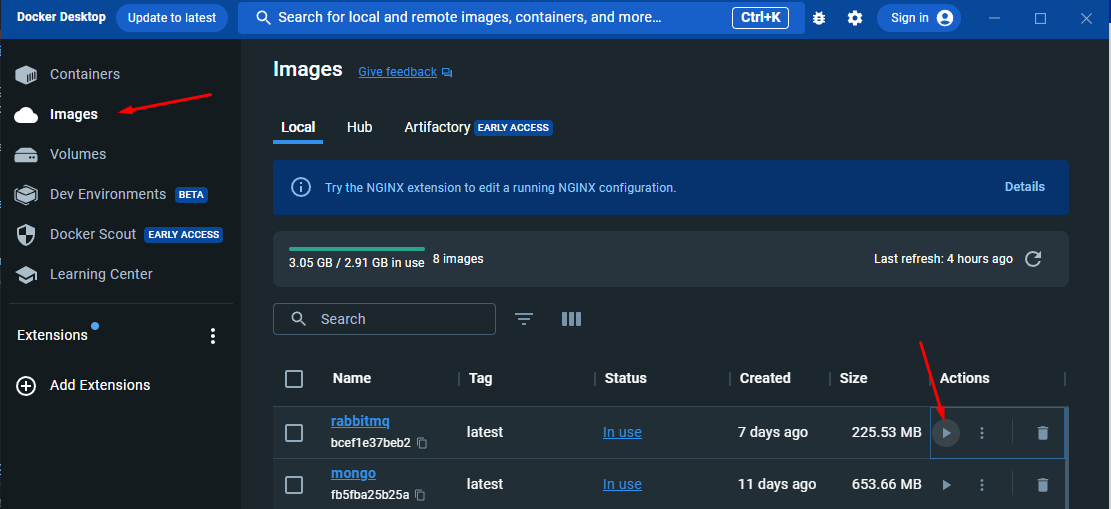 Docker Desktop Update to latest Search for local and remote images, containers, and more... Ctrl+K Sign in
Containers
Images
Volumes
Dev Environments BETA
Docker Scout EARLY ACCESS
Learning Center
Extensions
Add Extensions
Images Give feedback
Local Hub Artifactory EARLY ACCESS
Try the NGINX extension to edit a running NGINX configuration. Details
3.05 GB / 2.91 GB in use 8 images Last refresh: 4 hours ago
Search
Name Tag Status Created Size Actions
rabbitmq
bcef1e37beb2 latest In use 7 days ago 225.53 MB
mongo
fb5fba25b25a latest In use 11 days ago 653.66 MB